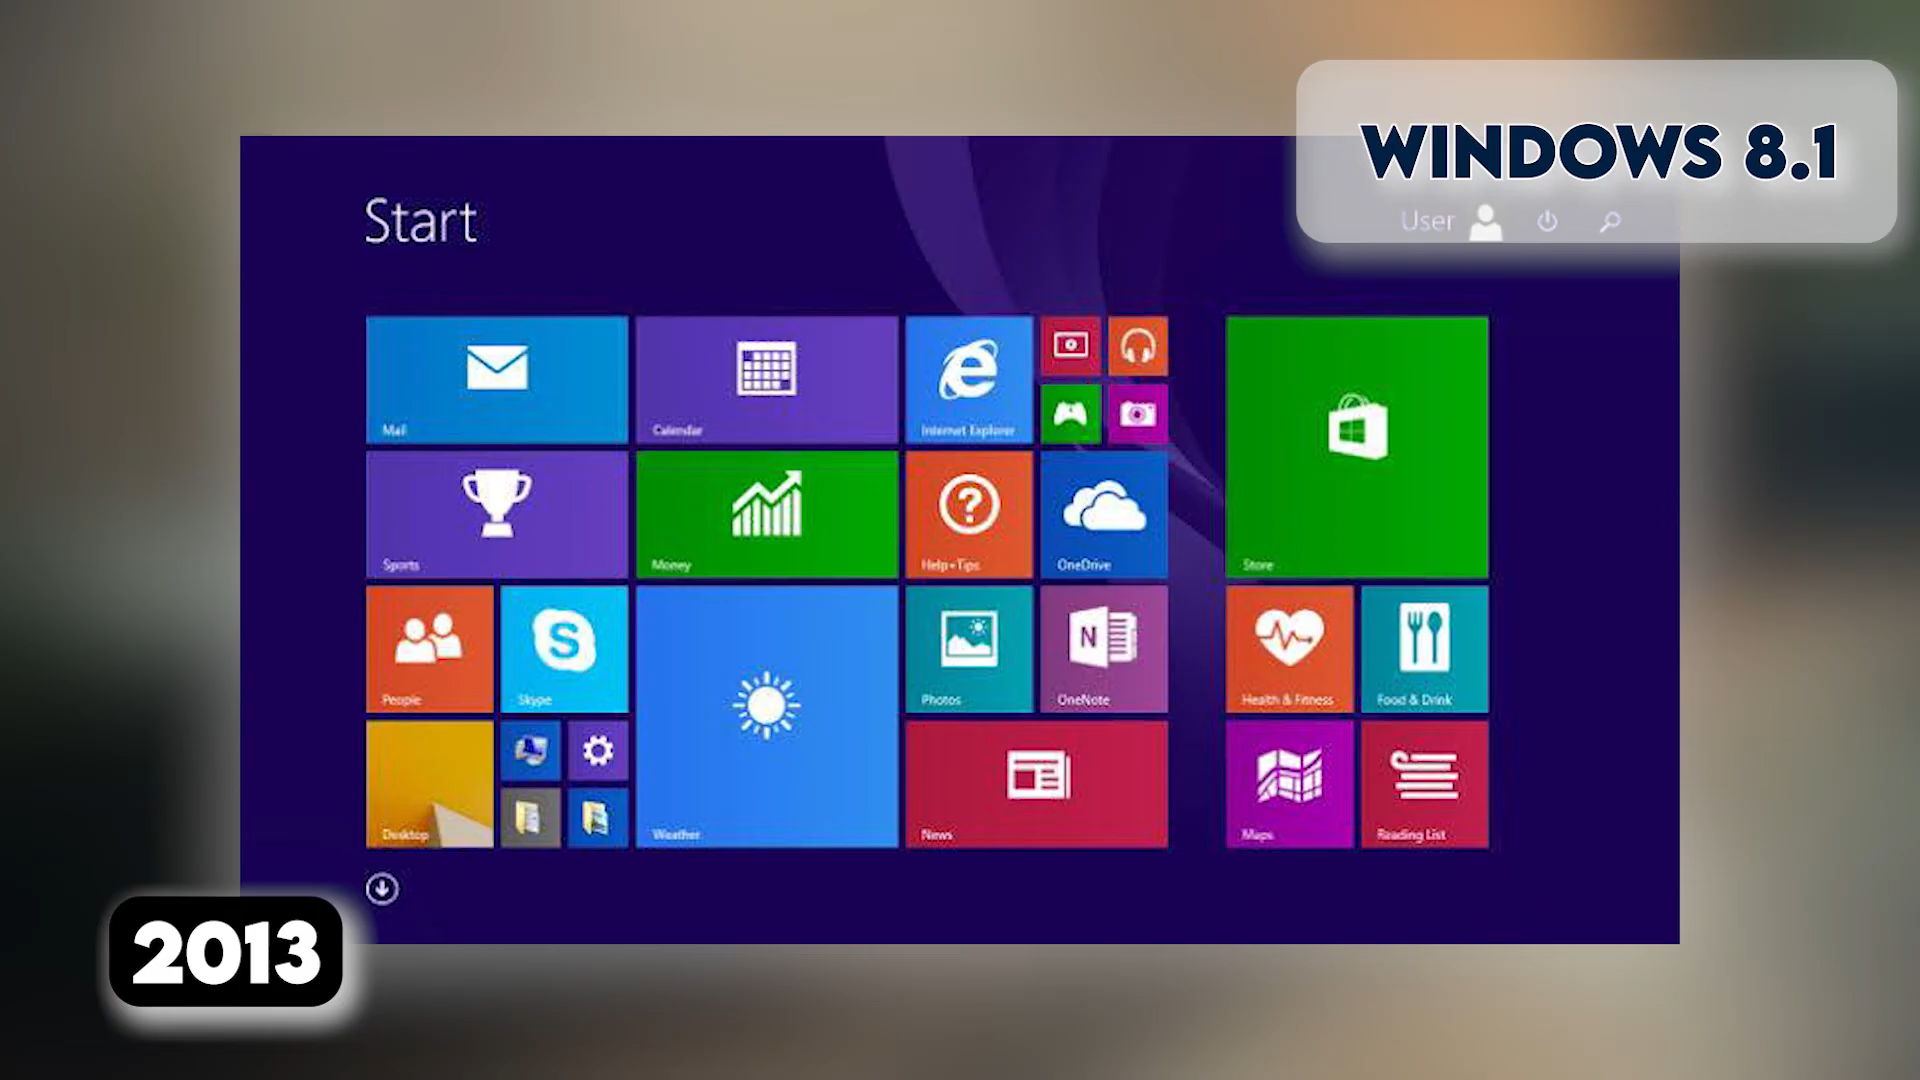 WINDOWS 8.1
Start
User
Mail
Calendar
Internet Explorer
Sports
Money
Help+Tips
OneDrive
Store
People
Skype
Photos
OneNote
Health & Fitness
Food & Drink
Desktop
Weather
News
Maps
Reading List
2013